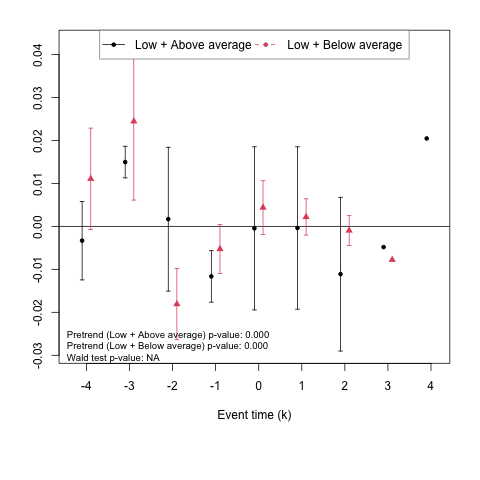 Low + Above average Low + Below average
0.04
0.03
0.02
0.01
0.00
-0.01
-0.02
-0.03
Pretrend (Low + Above average) p-value: 0.000
Pretrend (Low + Below average) p-value: 0.000
Wald test p-value: NA
-4 -3 -2 -1 0 1 2 3 4
Event time (k)